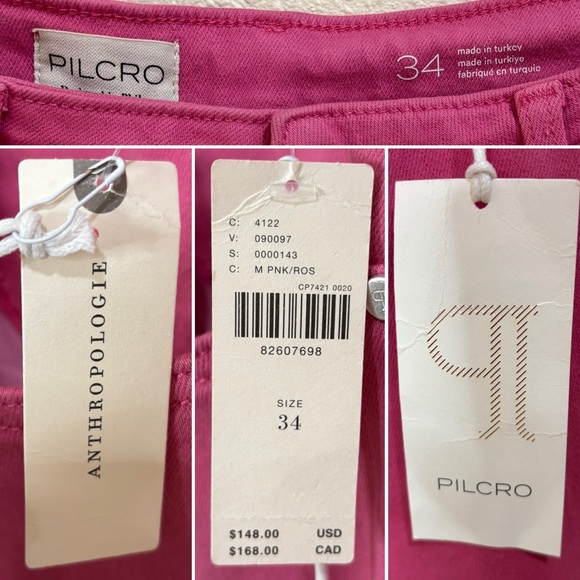 PILCRO
34
made in turkey
made in türkiye
fabriqué en turquie
ANTHROPOLOGIE
C: 4122
V: 090097
S: 0000143
C: M PNK/ROS
CP7421 0020
82607698
SIZE
34
$148.00 USD
$168.00 CAD
PILCRO